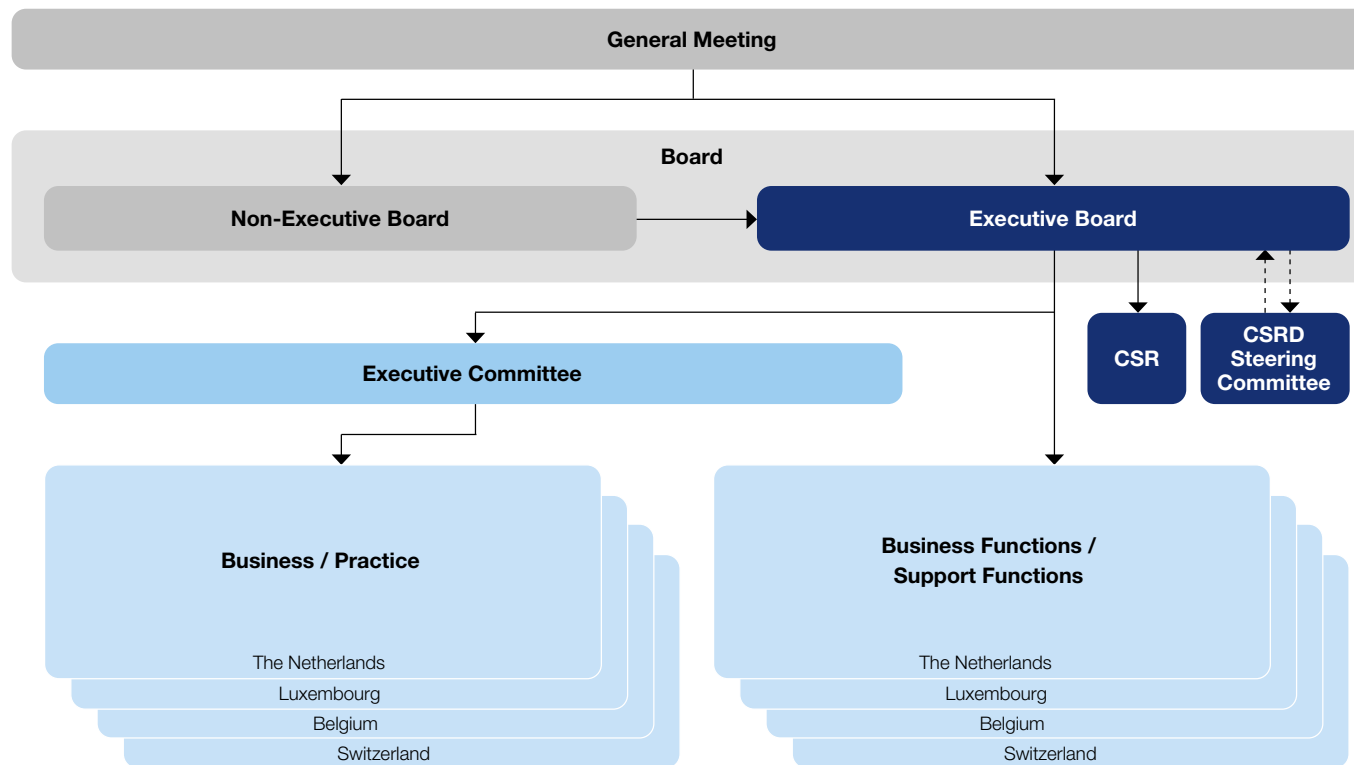 General Meeting
Board
Non-Executive Board
Executive Board
CSR
CSRD
Steering
Committee
Executive Committee
Business / Practice
The Netherlands
Luxembourg
Belgium
Switzerland
Business Functions /
Support Functions
The Netherlands
Luxembourg
Belgium
Switzerland